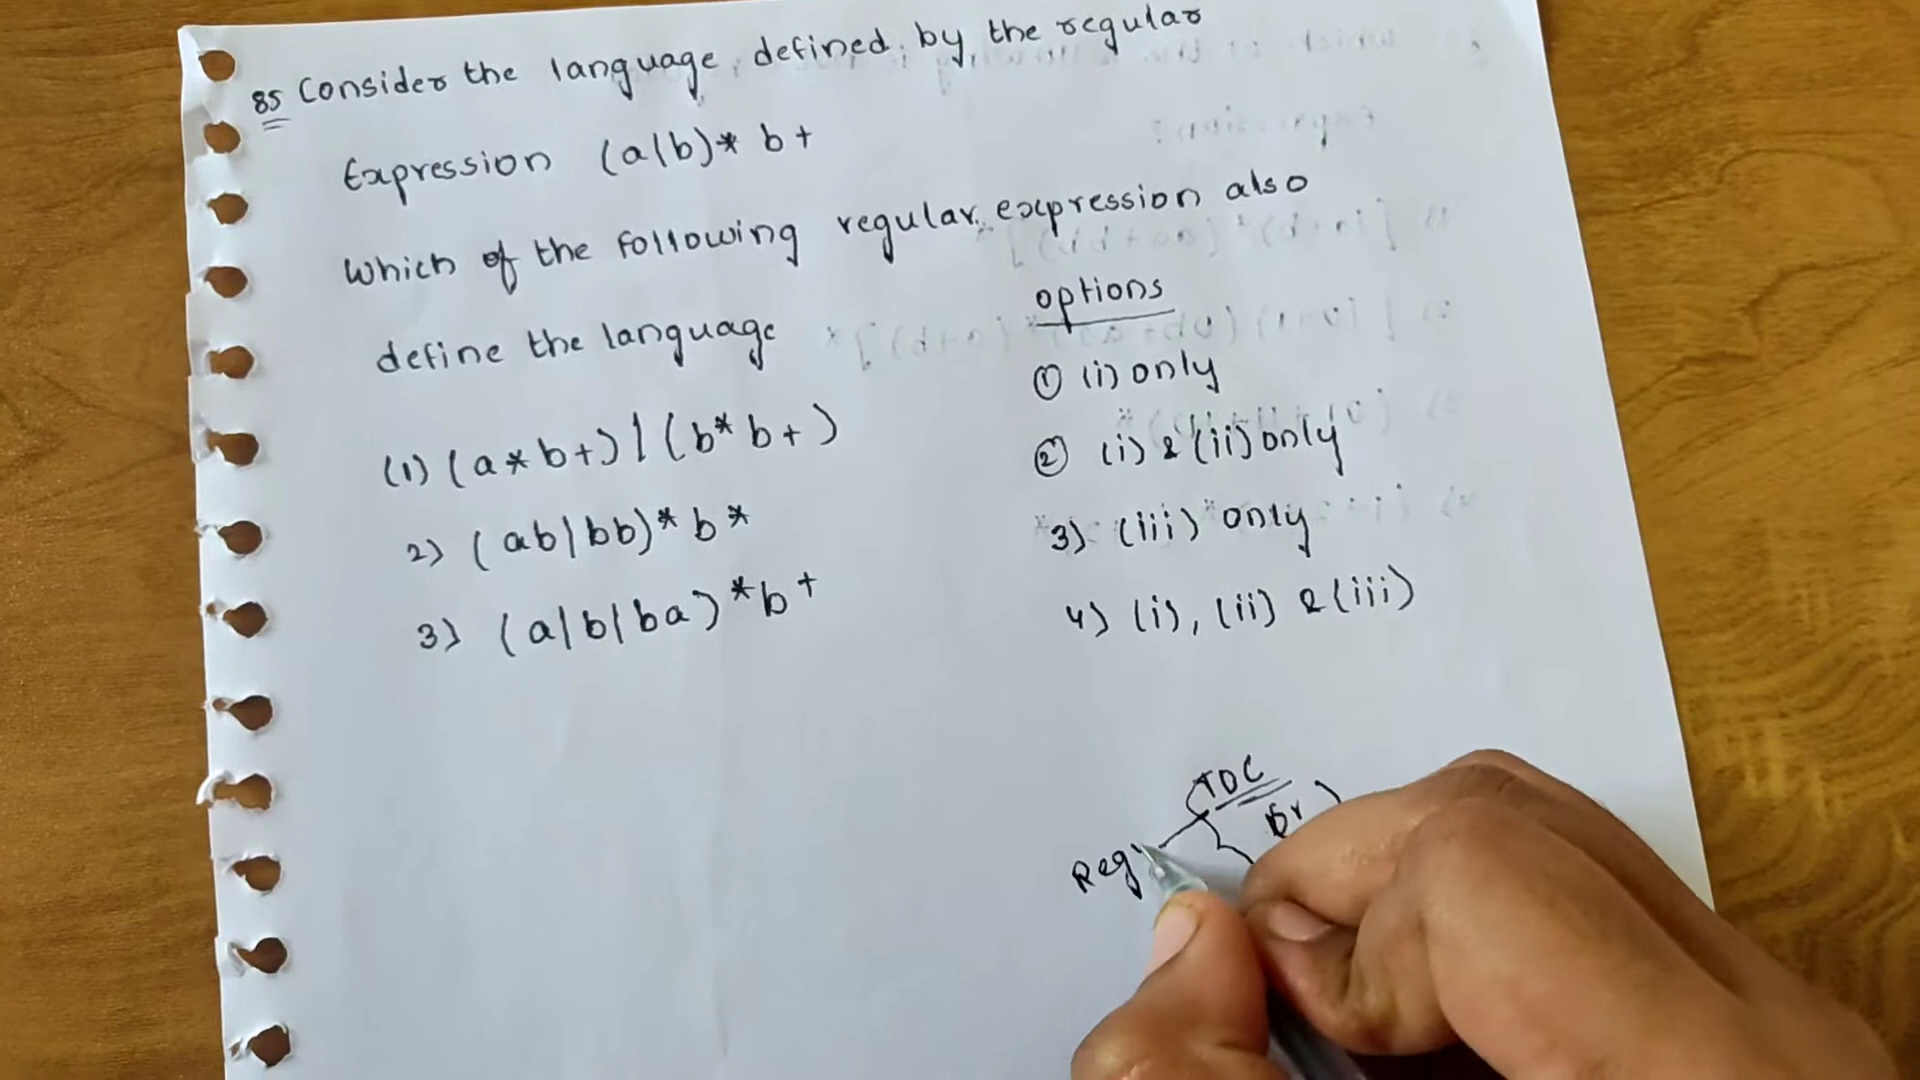 85 Consider the language defined by the regular
Expression (a|b)* b+
which of the following regular expression also
define the language
(1) (a*b+)|(b*b+)
2) (ab|bb)*b*
3) (a|b|ba)*b+
options
① (i) only
② (i) & (ii) only
3) (iii) only
4) (i), (ii) & (iii)
TOC
Reg